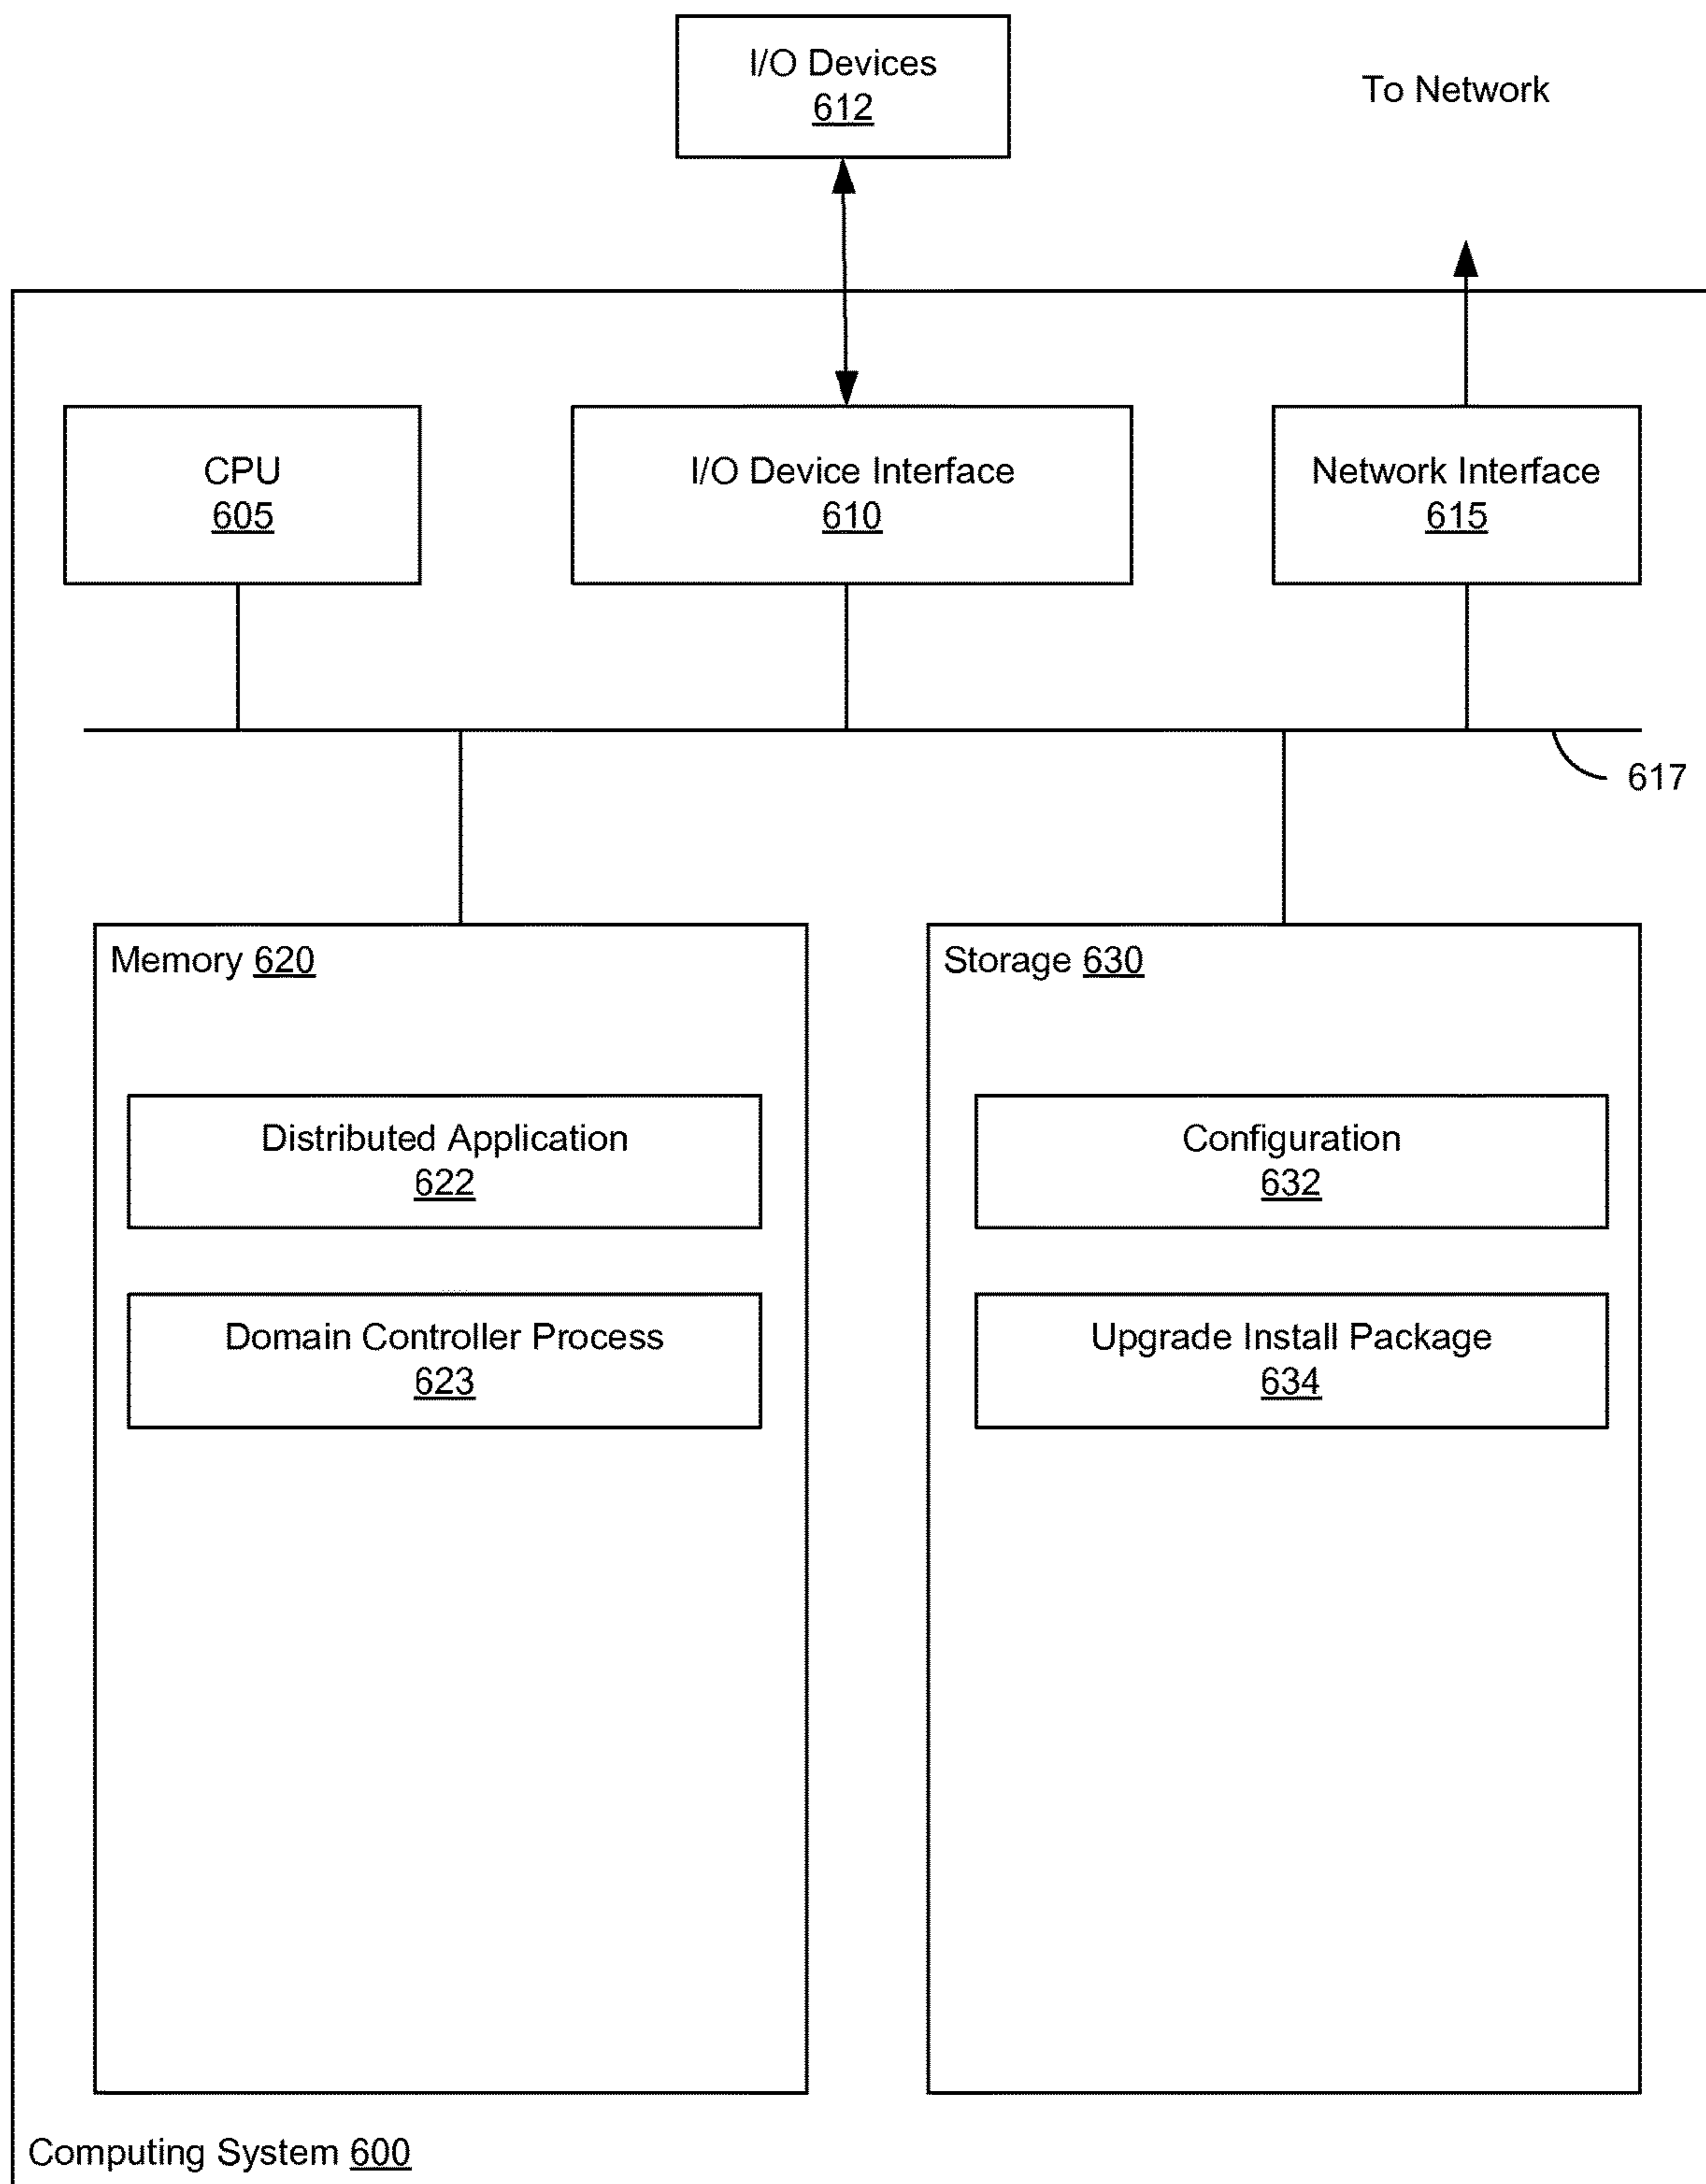 I/O Devices
612
To Network
CPU
605
I/O Device Interface
610
Network Interface
615
617
Memory 620
Distributed Application
622
Domain Controller Process
623
Storage 630
Configuration
632
Upgrade Install Package
634
Computing System 600